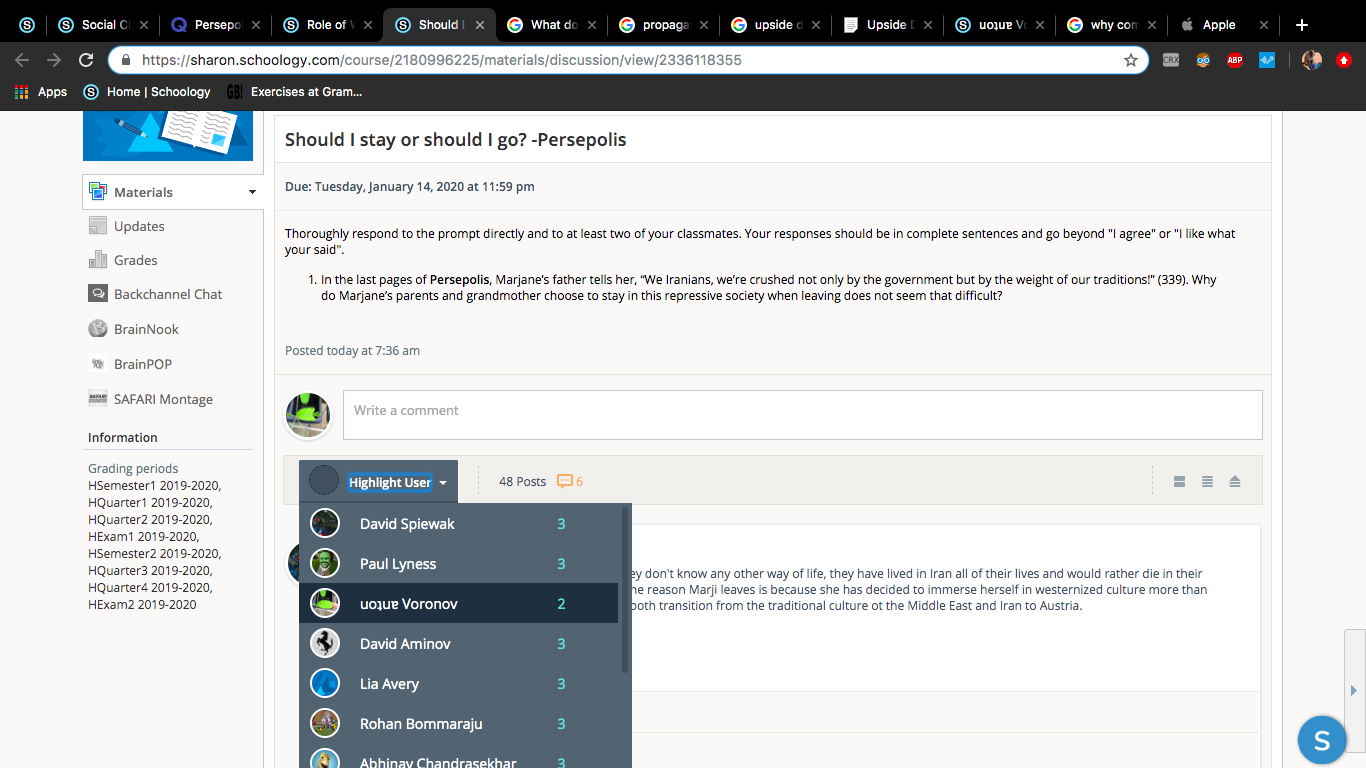 Social C
Persepo
Role of V
Should I
What do
propaga
upside d
Upside D
uoʇuɐ Vo
why com
Apple
https://sharon.schoology.com/course/2180996225/materials/discussion/view/2336118355
CRX
ABP
Apps
Home | Schoology
GB!
Exercises at Gram...
Should I stay or should I go? -Persepolis
Due: Tuesday, January 14, 2020 at 11:59 pm
Thoroughly respond to the prompt directly and to at least two of your classmates. Your responses should be in complete sentences and go beyond "I agree" or "I like what
your said".
1. In the last pages of Persepolis, Marjane’s father tells her, “We Iranians, we’re crushed not only by the government but by the weight of our traditions!” (339). Why
do Marjane’s parents and grandmother choose to stay in this repressive society when leaving does not seem that difficult?
Posted today at 7:36 am
Materials
Updates
Grades
Backchannel Chat
BrainNook
BrainPOP
SAFARI
SAFARI Montage
Information
Grading periods
HSemester1 2019-2020,
HQuarter1 2019-2020,
HQuarter2 2019-2020,
HExam1 2019-2020,
HSemester2 2019-2020,
HQuarter3 2019-2020,
HQuarter4 2019-2020,
HExam2 2019-2020
Write a comment
Highlight User
48 Posts
6
David Spiewak 3
Paul Lyness 3
uoʇuɐ Voronov 2
David Aminov 3
Lia Avery 3
Rohan Bommaraju 3
Abhinav Chandrasekhar 3
ey don't know any other way of life, they have lived in Iran all of their lives and would rather die in their
ne reason Marji leaves is because she has decided to immerse herself in westernized culture more than
ooth transition from the traditional culture ot the Middle East and Iran to Austria.
S